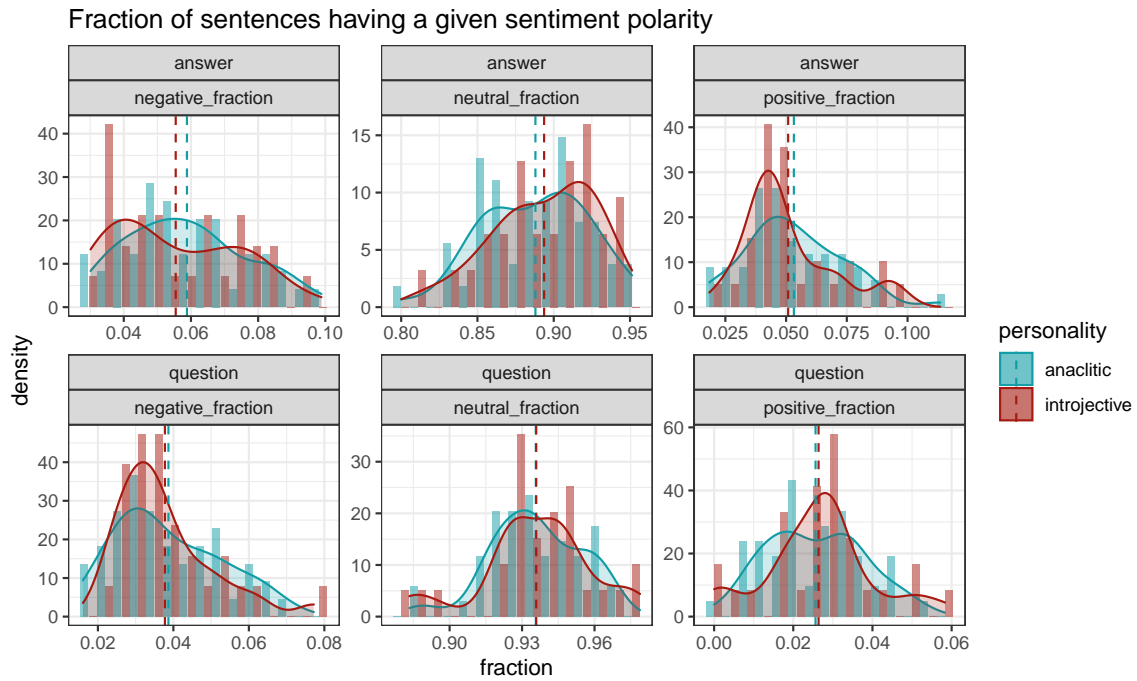 Fraction of sentences having a given sentiment polarity
answer answer answer
negative_fraction neutral_fraction positive_fraction
40
30
20
10
0
0.04 0.06 0.08 0.10
15
10
5
0
0.80 0.85 0.90 0.95
40
30
20
10
0
0.025 0.050 0.075 0.100
density
question question question
negative_fraction neutral_fraction positive_fraction
40
30
20
10
0
0.02 0.04 0.06 0.08
30
20
10
0
0.90 0.93 0.96
60
40
20
0
0.00 0.02 0.04 0.06
fraction
personality
anaclitic
introjective